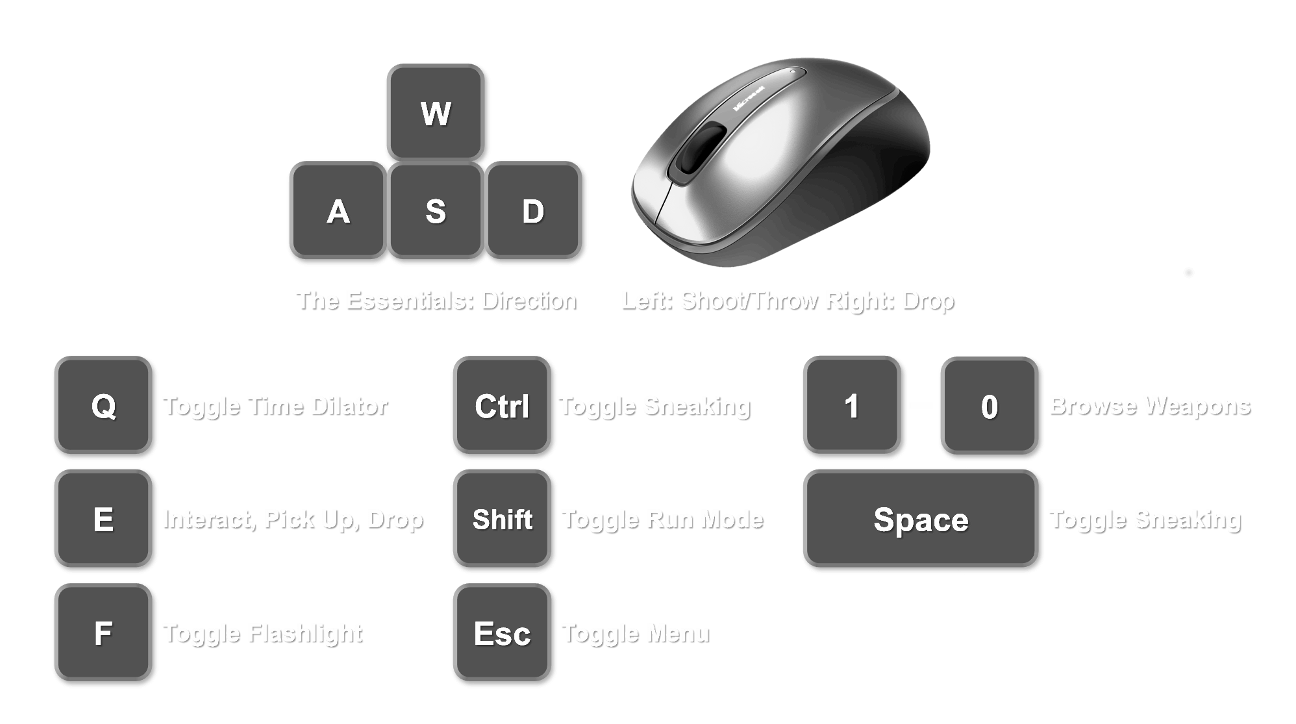 W
A S D
Microsoft
The Essentials: Direction
Left: Shoot/Throw Right: Drop
Q Toggle Time Dilator
Ctrl Toggle Sneaking
1 0 Browse Weapons
E Interact, Pick Up, Drop
Shift Toggle Run Mode
Space Toggle Sneaking
F Toggle Flashlight
Esc Toggle Menu